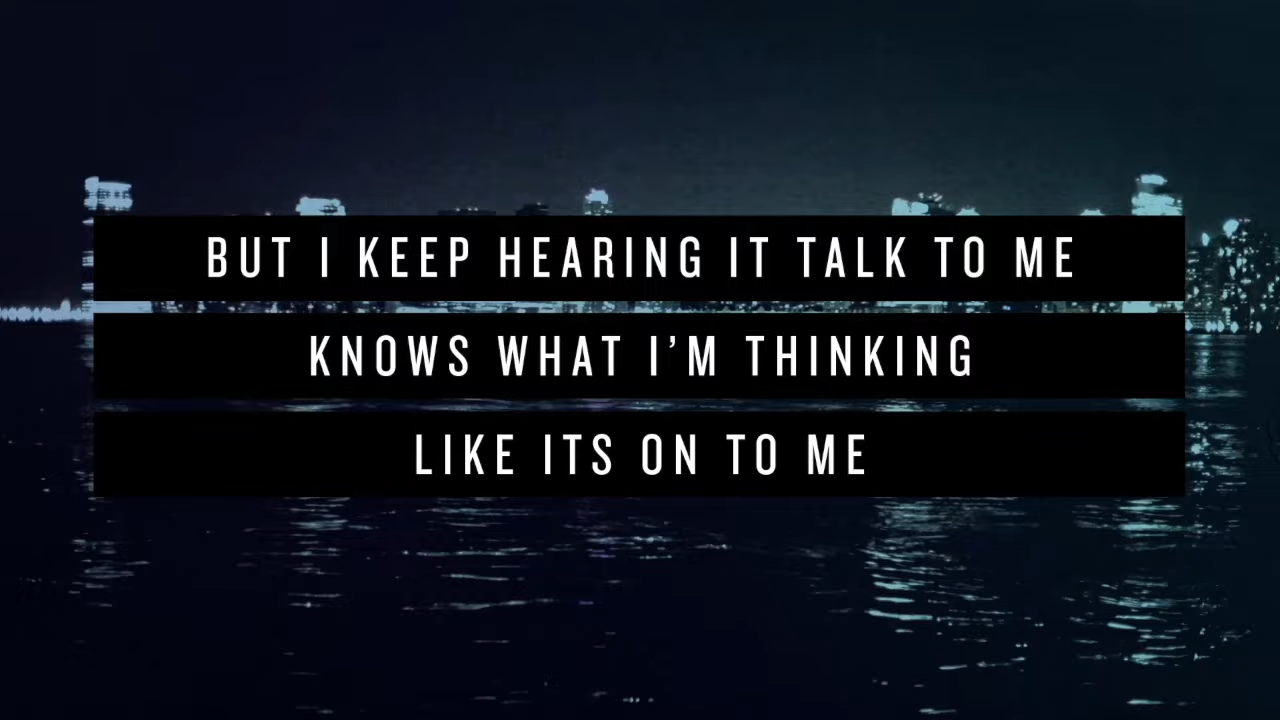 BUT I KEEP HEARING IT TALK TO ME
KNOWS WHAT I'M THINKING
LIKE ITS ON TO ME